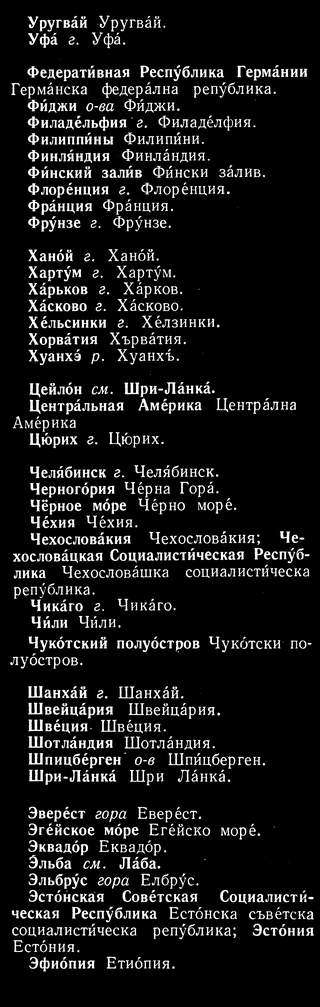 Уругва́й Уругва́й.
Уфа́ г. Уфа́.
Федерати́вная Респу́блика Герма́нии
Герма́нска федера́лна репу́блика.
Фи́джи о-ва Фи́джи.
Филаде́льфия г. Филаде́лфия.
Филиппи́ны Филипи́ни.
Финля́ндия Финла́ндия.
Фи́нский зали́в Фи́нски за́лив.
Флоре́нция г. Флоре́нция.
Фра́нция Фра́нция.
Фру́нзе г. Фру́нзе.
Хано́й г. Хано́й.
Харту́м г. Харту́м.
Ха́рьков г. Ха́рков.
Ха́сково г. Ха́сково.
Хе́льсинки г. Хе́лзинки.
Хорва́тия Хърва́тия.
Хуанхэ́ р. Хуанхъ́.
Цейло́н см. Шри-Ла́нка́.
Центра́льная Аме́рика Центра́лна
Аме́рика
Цю́рих г. Цю́рих.
Челя́бинск г. Челя́бинск.
Черного́рия Че́рна Гора́.
Чёрное мо́ре Че́рно море́.
Че́хия Че́хия.
Чехослова́кия Чехослова́кия; Че-
хослова́цкая Социалисти́ческая Респу́б-
лика Чехослова́шка социалисти́ческа
репу́блика.
Чика́го г. Чика́го.
Чи́ли Чи́ли.
Чуко́тский полуо́стров Чуко́тски по-
луо́стров.
Шанха́й г. Шанха́й.
Швейца́рия Швейца́рия.
Шве́ция Шве́ция.
Шотла́ндия Шотла́ндия.
Шпицбе́рген о-в Шпи́цберген.
Шри-Ла́нка́ Шри Ла́нка́.
Эвере́ст гора Евере́ст.
Эге́йское мо́ре Еге́йско море́.
Эквадо́р Еквадо́р.
Э́льба см. Ла́ба.
Эльбру́с гора Елбру́с.
Эсто́нская Сове́тская Социалисти́-
ческая Респу́блика Есто́нска съве́тска
социалисти́ческа репу́блика; Эсто́ния
Есто́ния.
Эфио́пия Етио́пия.